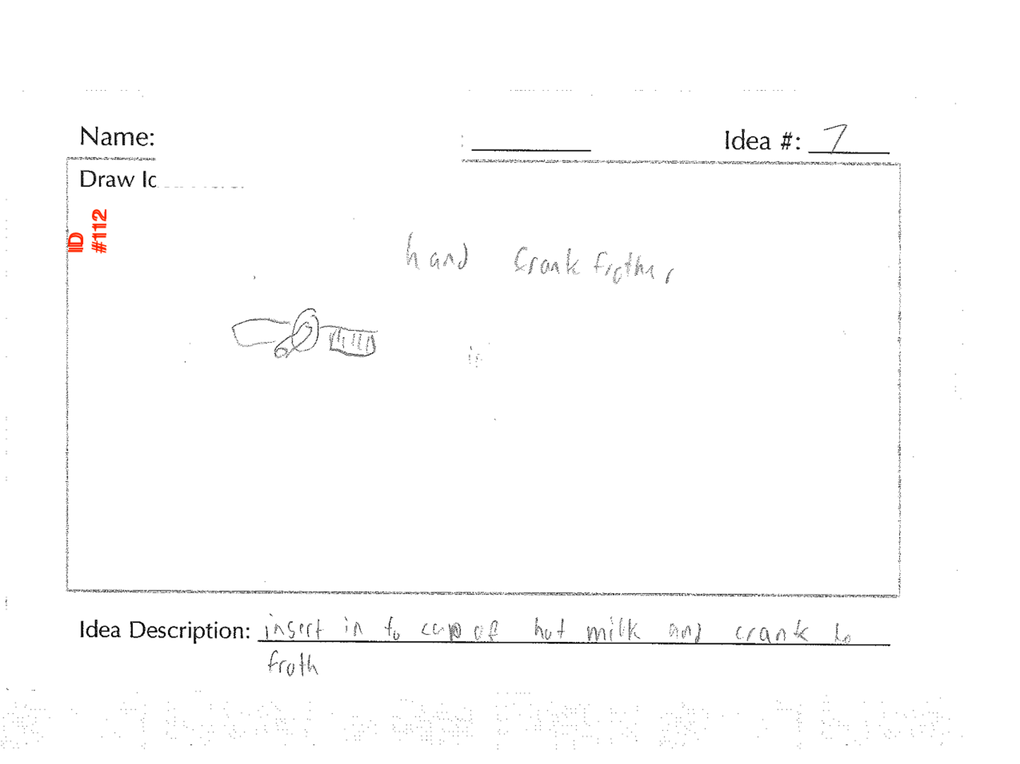 Name: Idea #: 7
Draw
ID
#112
hand crank frother
Idea Description: insert in to cup of hot milk and crank to
froth